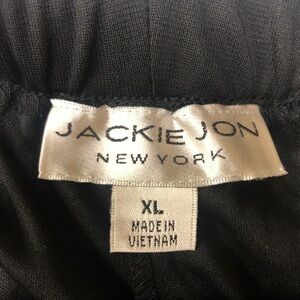 JACKIE JON
NEW YORK
XL
MADE IN
VIETNAM